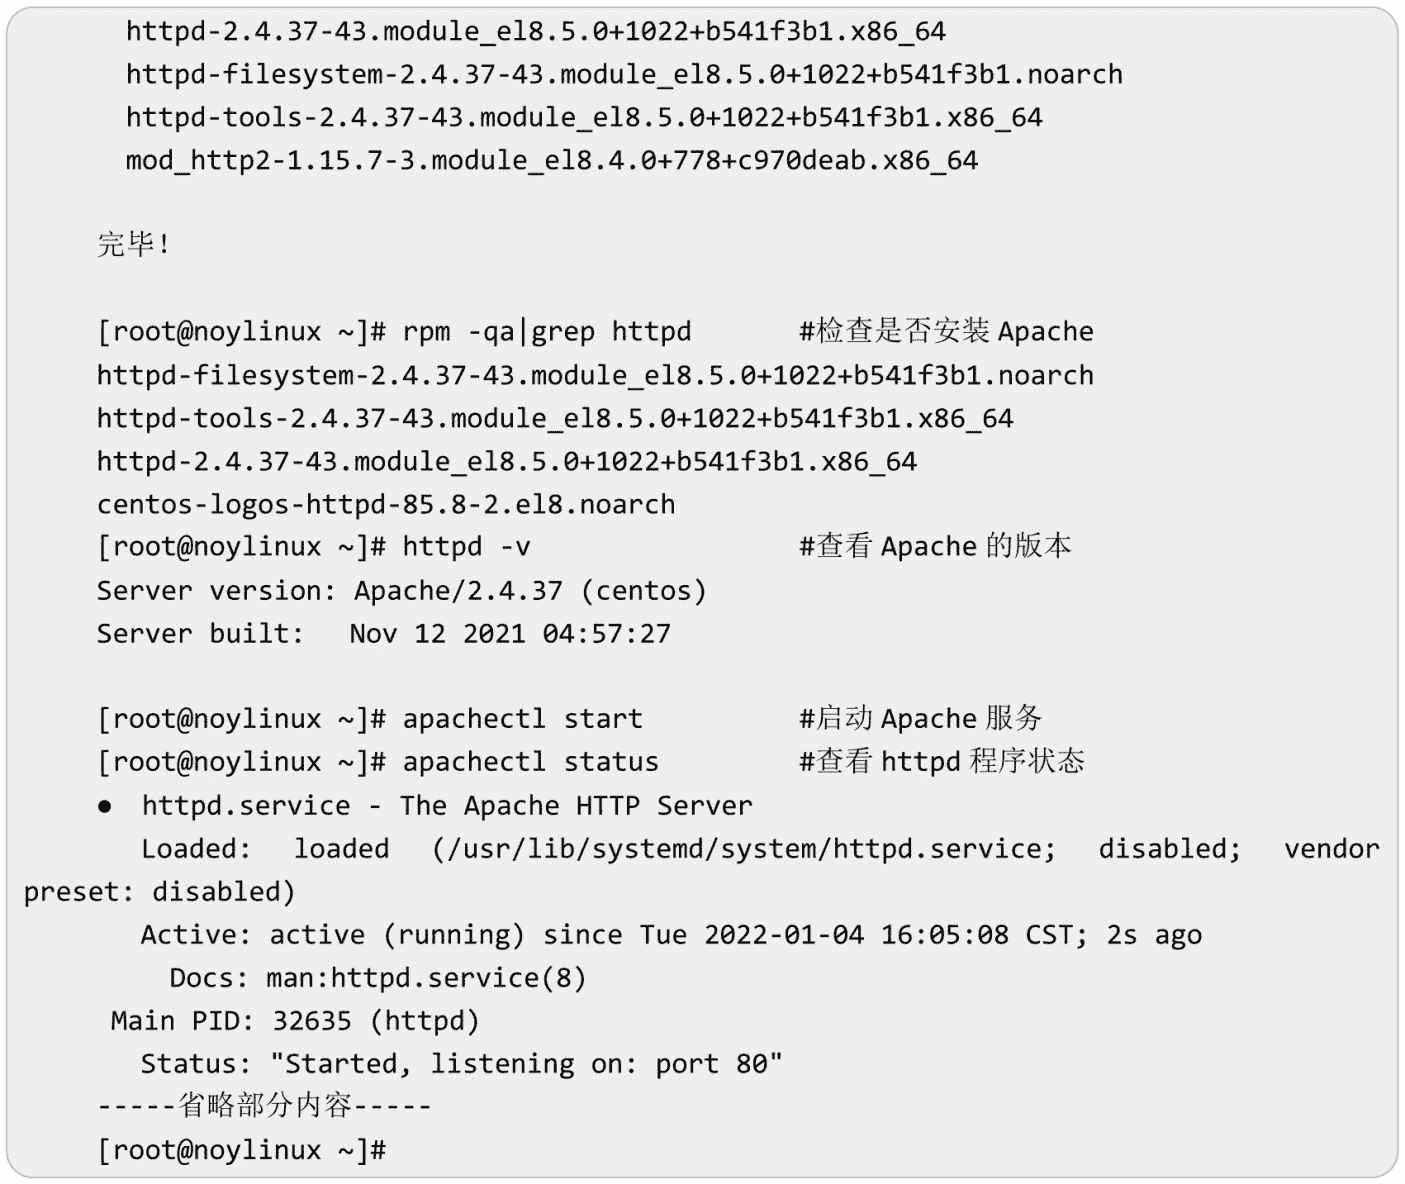 httpd-2.4.37-43.module_el8.5.0+1022+b541f3b1.x86_64
httpd-filesystem-2.4.37-43.module_el8.5.0+1022+b541f3b1.noarch
httpd-tools-2.4.37-43.module_el8.5.0+1022+b541f3b1.x86_64
mod_http2-1.15.7-3.module_el8.4.0+778+c970deab.x86_64
完毕!
[root@noylinux ~]# rpm -qa|grep httpd #检查是否安装 Apache
httpd-filesystem-2.4.37-43.module_el8.5.0+1022+b541f3b1.noarch
httpd-tools-2.4.37-43.module_el8.5.0+1022+b541f3b1.x86_64
httpd-2.4.37-43.module_el8.5.0+1022+b541f3b1.x86_64
centos-logos-httpd-85.8-2.el8.noarch
[root@noylinux ~]# httpd -v #查看 Apache 的版本
Server version: Apache/2.4.37 (centos)
Server built: Nov 12 2021 04:57:27
[root@noylinux ~]# apachectl start #启动 Apache 服务
[root@noylinux ~]# apachectl status #查看 httpd 程序状态
● httpd.service - The Apache HTTP Server
Loaded: loaded (/usr/lib/systemd/system/httpd.service; disabled; vendor
preset: disabled)
Active: active (running) since Tue 2022-01-04 16:05:08 CST; 2s ago
Docs: man:httpd.service(8)
Main PID: 32635 (httpd)
Status: "Started, listening on: port 80"
-----省略部分内容-----
[root@noylinux ~]#